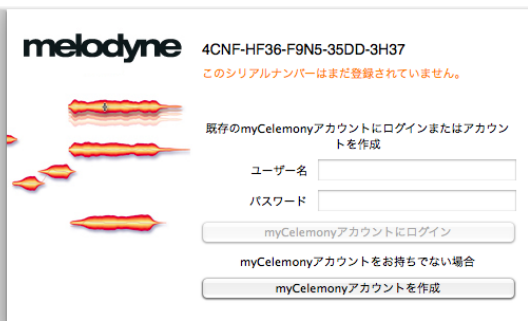 melodyne
4CNF-HF36-F9N5-35DD-3H37
このシリアルナンバーはまだ登録されていません。
既存のmyCelemonyアカウントにログインまたはアカウン
トを作成
ユーザー名
パスワード
myCelemonyアカウントにログイン
myCelemonyアカウントをお持ちでない場合
myCelemonyアカウントを作成